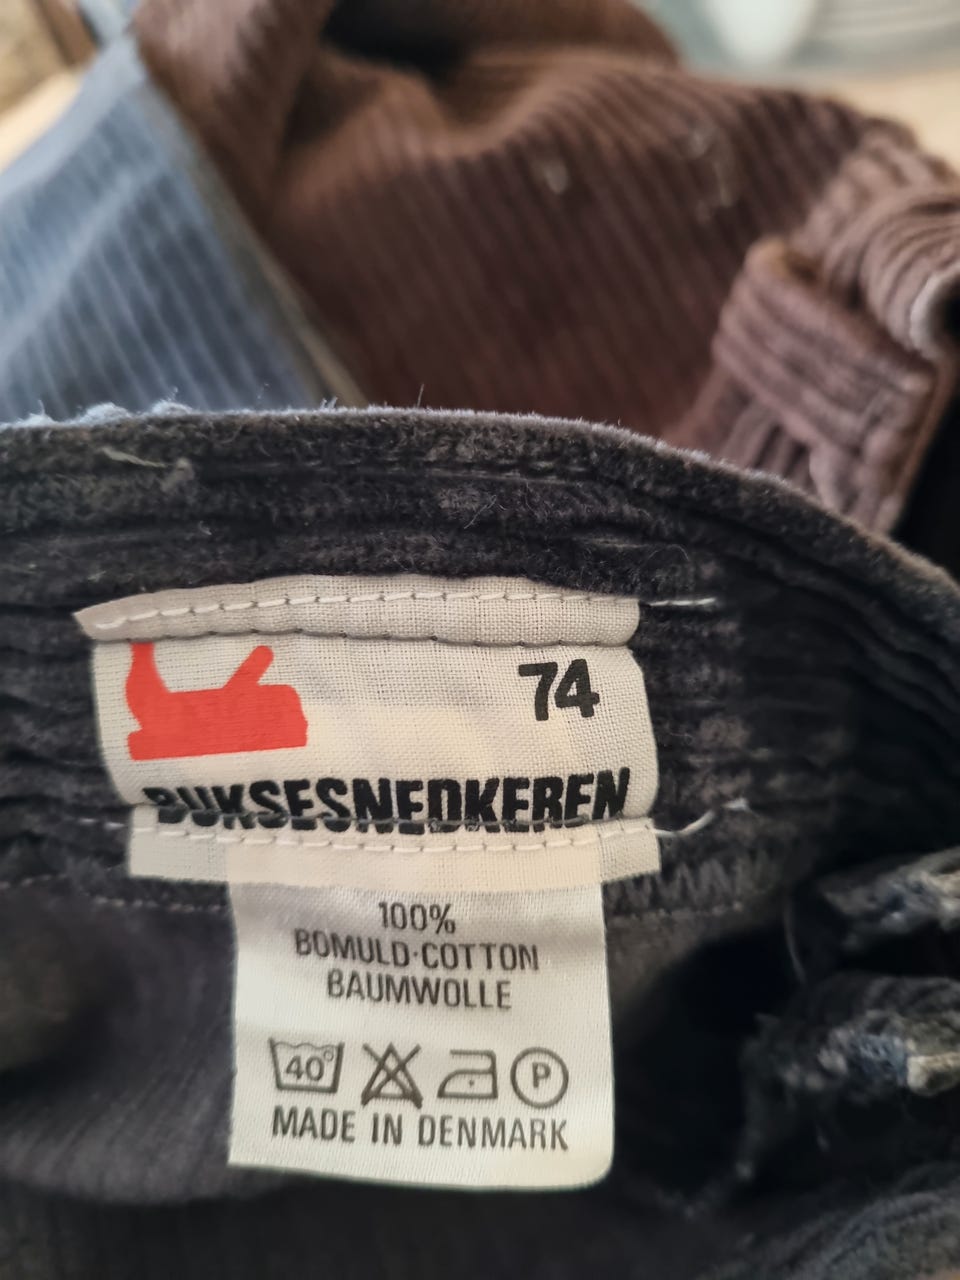 74
BUKSESNEDKEREN
100%
BOMULD·COTTON
BAUMWOLLE
40°
P
MADE IN DENMARK